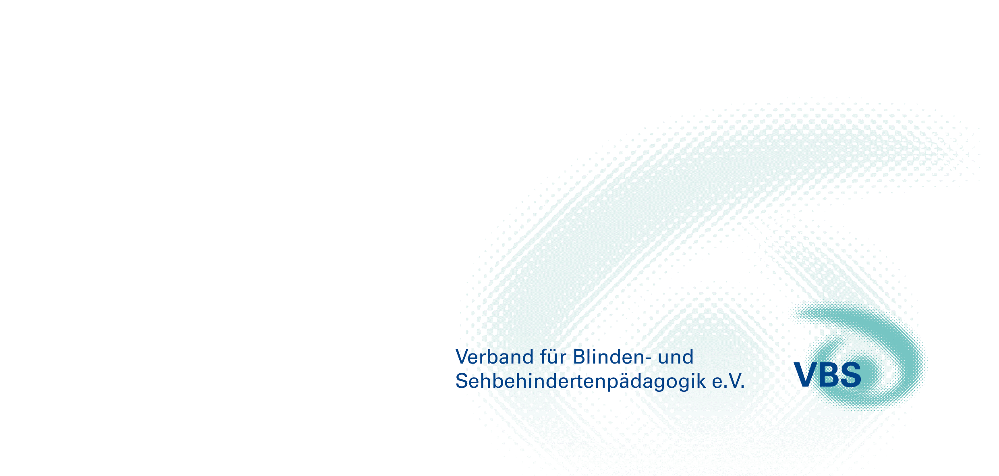 Verband für Blinden- und
Sehbehindertenpädagogik e.V.
VBS